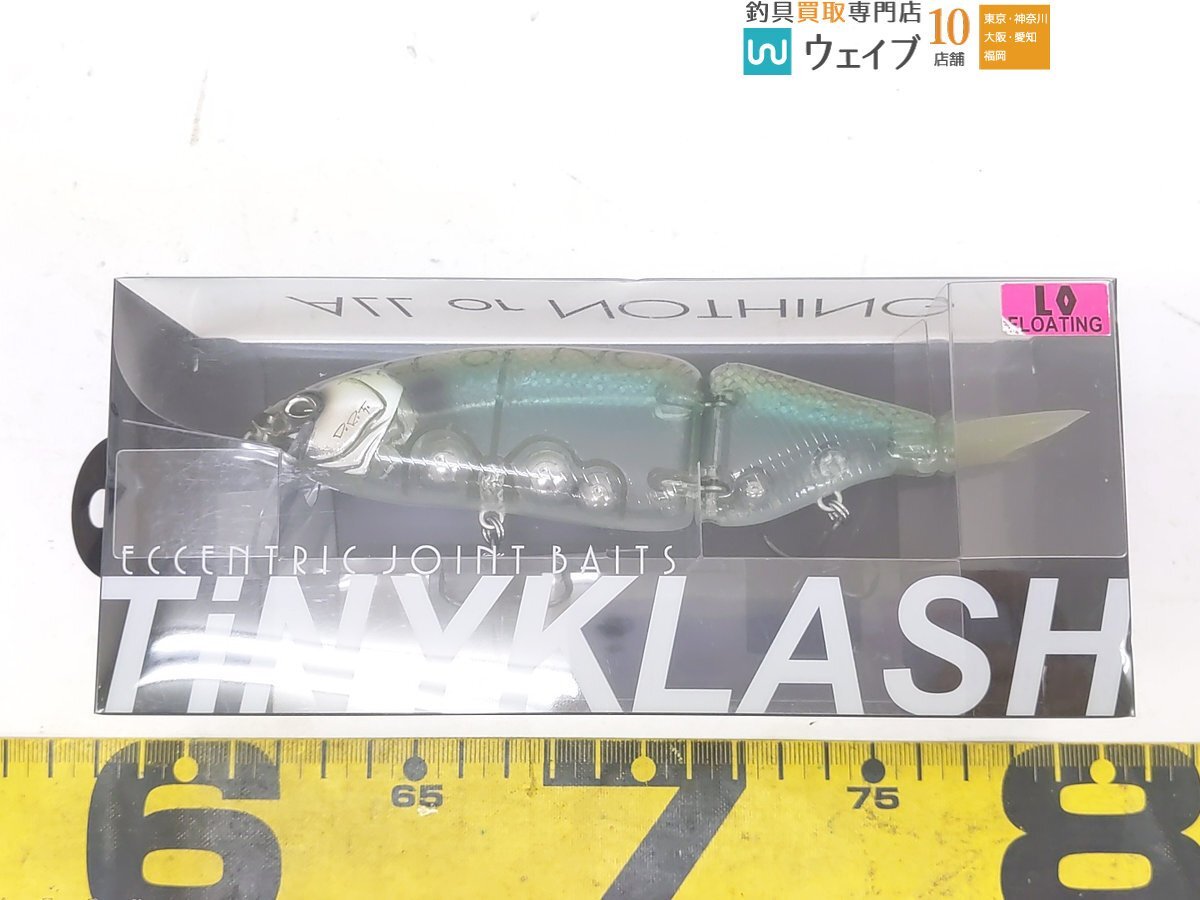 釣具買取専門店
ウェイブ
10
店舗
東京・神奈川
大阪・愛知
福岡
ALL or NOTHING
LO
FLOATING
D.R.T.
ECCENTRIC JOINT BAITS
TiNYKLASH
6 7 8
65 75